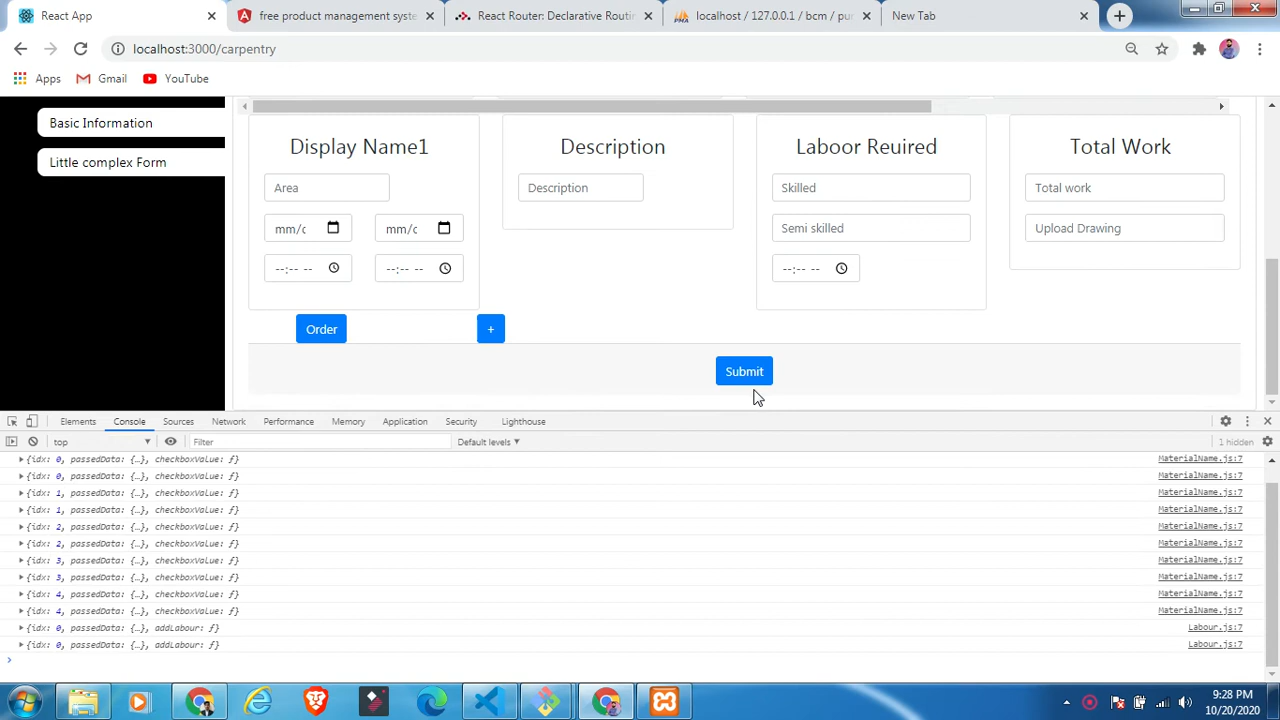 React App
free product management syste
React Router: Declarative Routin
PMA
localhost / 127.0.0.1 / bcm / pur
New Tab
localhost:3000/carpentry
Apps
Gmail
YouTube
Basic Information
Little complex Form
Display Name1
Description
Laboor Reuired
Total Work
Area
Description
Skilled
Total work
mm/c
mm/c
Semi skilled
Upload Drawing
--:-- --
--:-- --
--:-- --
Order
+
Submit
Elements
Console
Sources
Network
Performance
Memory
Application
Security
Lighthouse
top
Filter
Default levels
1 hidden
{idx: 0, passedData: {…}, checkboxValue: ƒ} MaterialName.js:7
{idx: 0, passedData: {…}, checkboxValue: ƒ} MaterialName.js:7
{idx: 1, passedData: {…}, checkboxValue: ƒ} MaterialName.js:7
{idx: 1, passedData: {…}, checkboxValue: ƒ} MaterialName.js:7
{idx: 2, passedData: {…}, checkboxValue: ƒ} MaterialName.js:7
{idx: 2, passedData: {…}, checkboxValue: ƒ} MaterialName.js:7
{idx: 3, passedData: {…}, checkboxValue: ƒ} MaterialName.js:7
{idx: 3, passedData: {…}, checkboxValue: ƒ} MaterialName.js:7
{idx: 4, passedData: {…}, checkboxValue: ƒ} MaterialName.js:7
{idx: 4, passedData: {…}, checkboxValue: ƒ} MaterialName.js:7
{idx: 0, passedData: {…}, addLabour: ƒ} Labour.js:7
{idx: 0, passedData: {…}, addLabour: ƒ} Labour.js:7
9:28 PM
10/20/2020